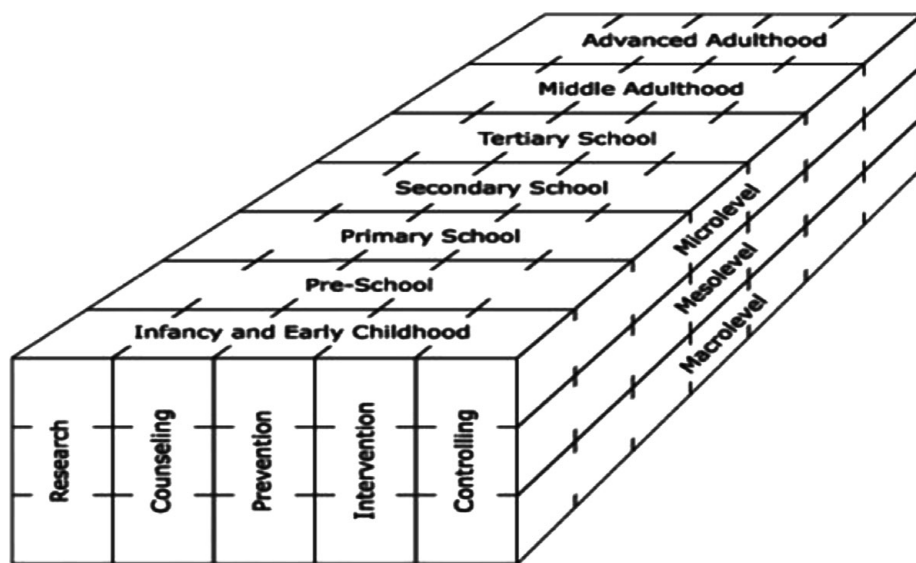 Advanced Adulthood
Middle Adulthood
Tertiary School
Secondary School
Primary School
Pre-School
Infancy and Early Childhood
Microlevel
Mesolevel
Macrolevel
Research
Counseling
Prevention
Intervention
Controlling